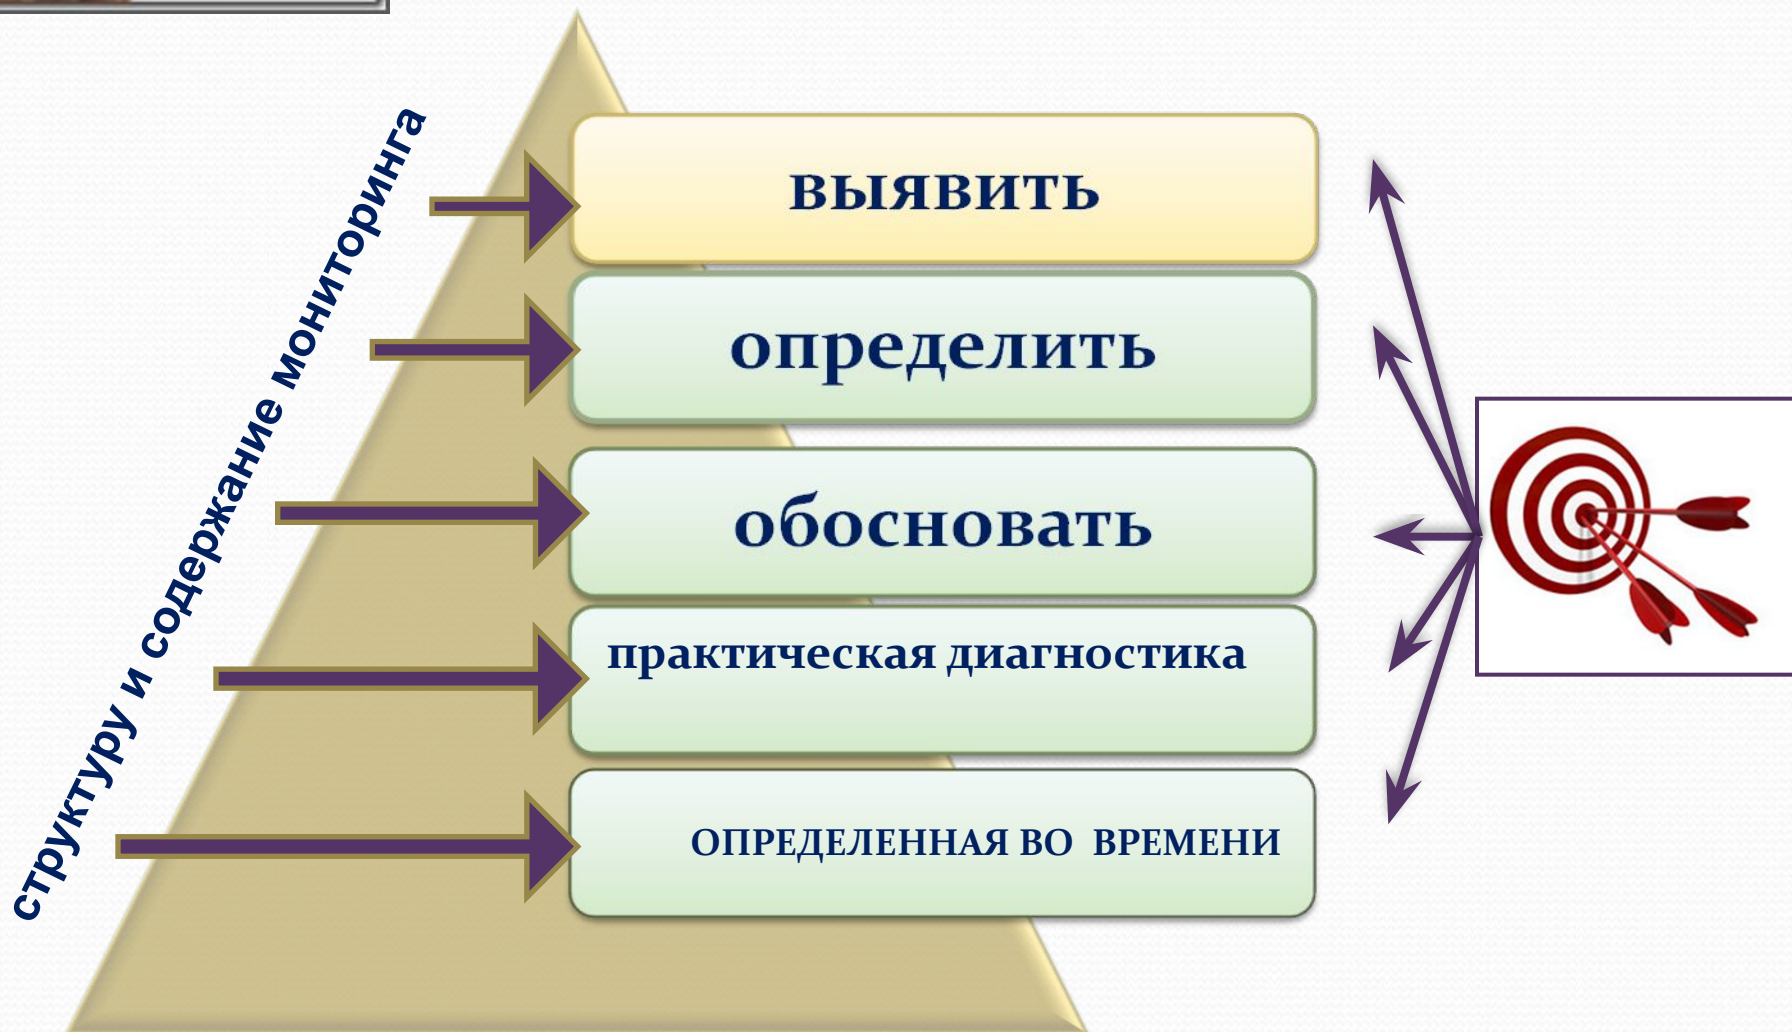 структуру и содержание мониторинга
выявить
определить
обосновать
практическая диагностика
ОПРЕДЕЛЕННАЯ ВО ВРЕМЕНИ